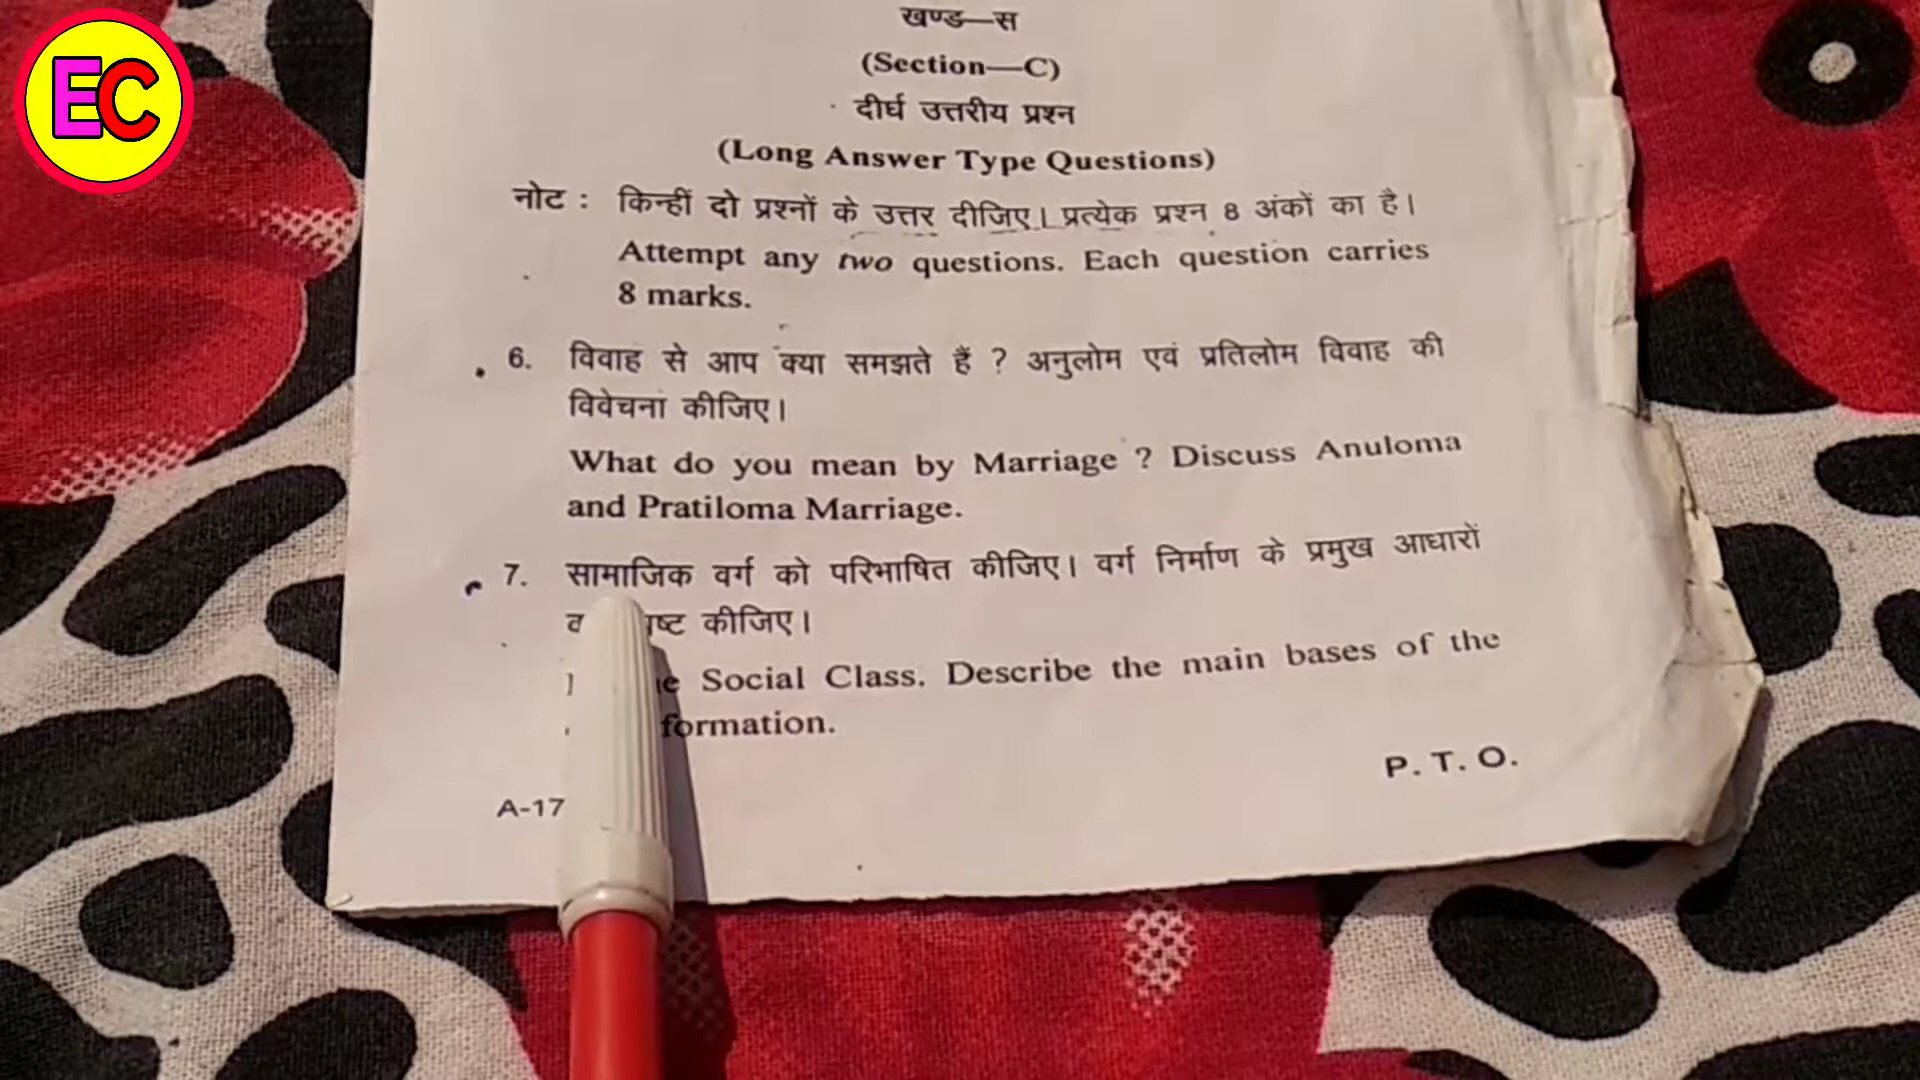 EC
खण्ड—स
(Section—C)
दीर्घ उत्तरीय प्रश्न
(Long Answer Type Questions)
नोट : किन्हीं दो प्रश्नों के उत्तर दीजिए। प्रत्येक प्रश्न 8 अंकों का है।
Attempt any two questions. Each question carries
8 marks.
6. विवाह से आप क्या समझते हैं ? अनुलोम एवं प्रतिलोम विवाह की
विवेचना कीजिए।
What do you mean by Marriage ? Discuss Anuloma
and Pratiloma Marriage.
7. सामाजिक वर्ग को परिभाषित कीजिए। वर्ग निर्माण के प्रमुख आधारों
कीजिए।
Social Class. Describe the main bases of the
formation.
P. T. O.
A-17